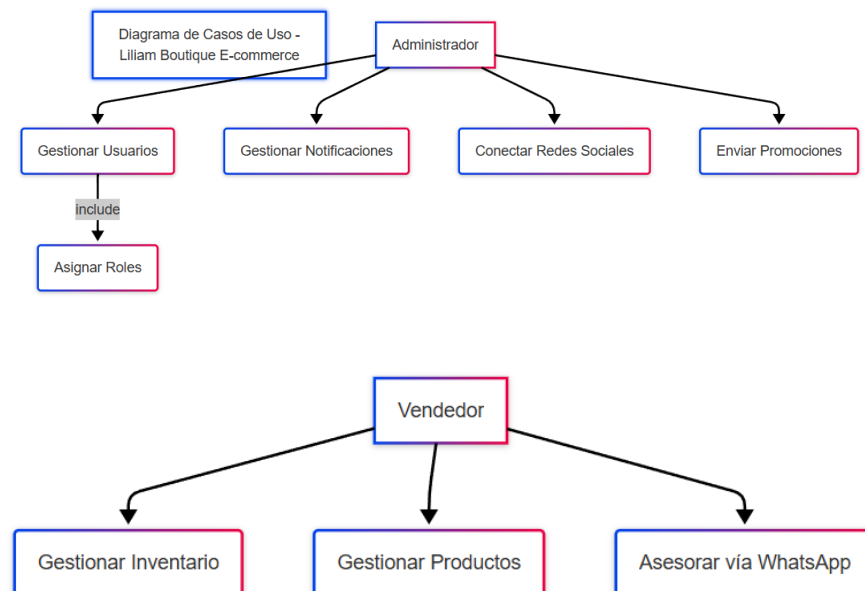 Diagrama de Casos de Uso -
Liliam Boutique E-commerce
Administrador
Gestionar Usuarios
Gestionar Notificaciones
Conectar Redes Sociales
Enviar Promociones
include
Asignar Roles
Vendedor
Gestionar Inventario
Gestionar Productos
Asesorar vía WhatsApp